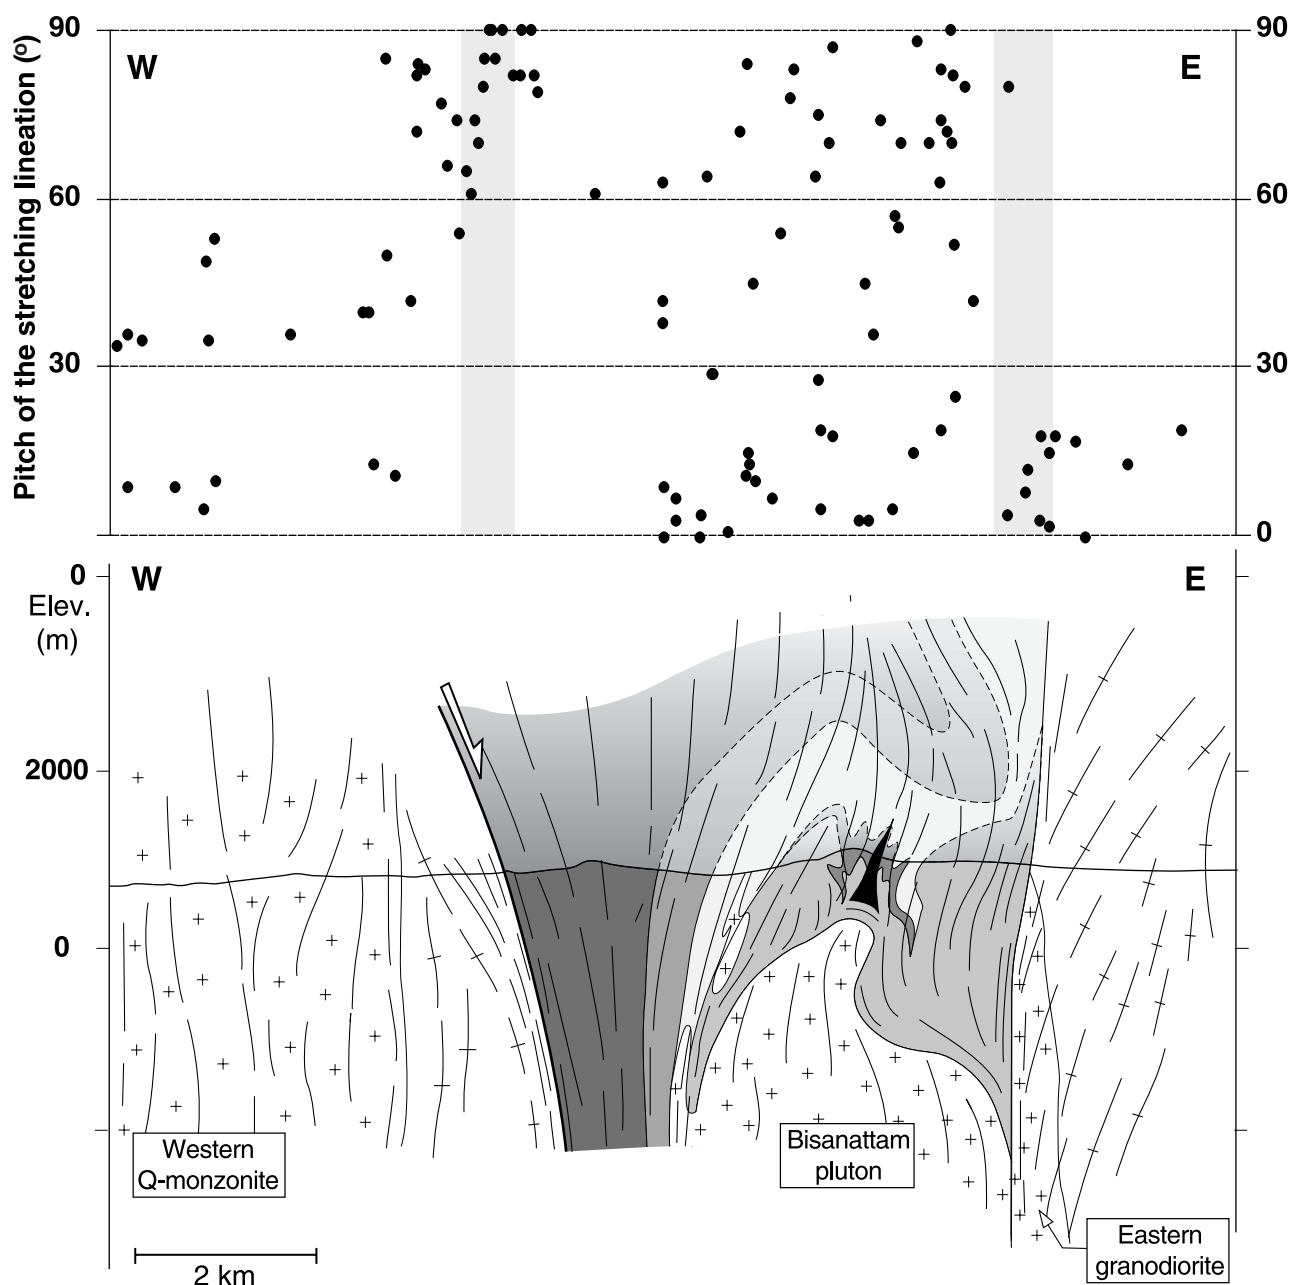 Pitch of the stretching lineation (º)
90
60
30
W
E
90
60
30
0
0
Elev.
(m)
W
E
2000
0
Western
Q-monzonite
Bisanattam
pluton
Eastern
granodiorite
2 km